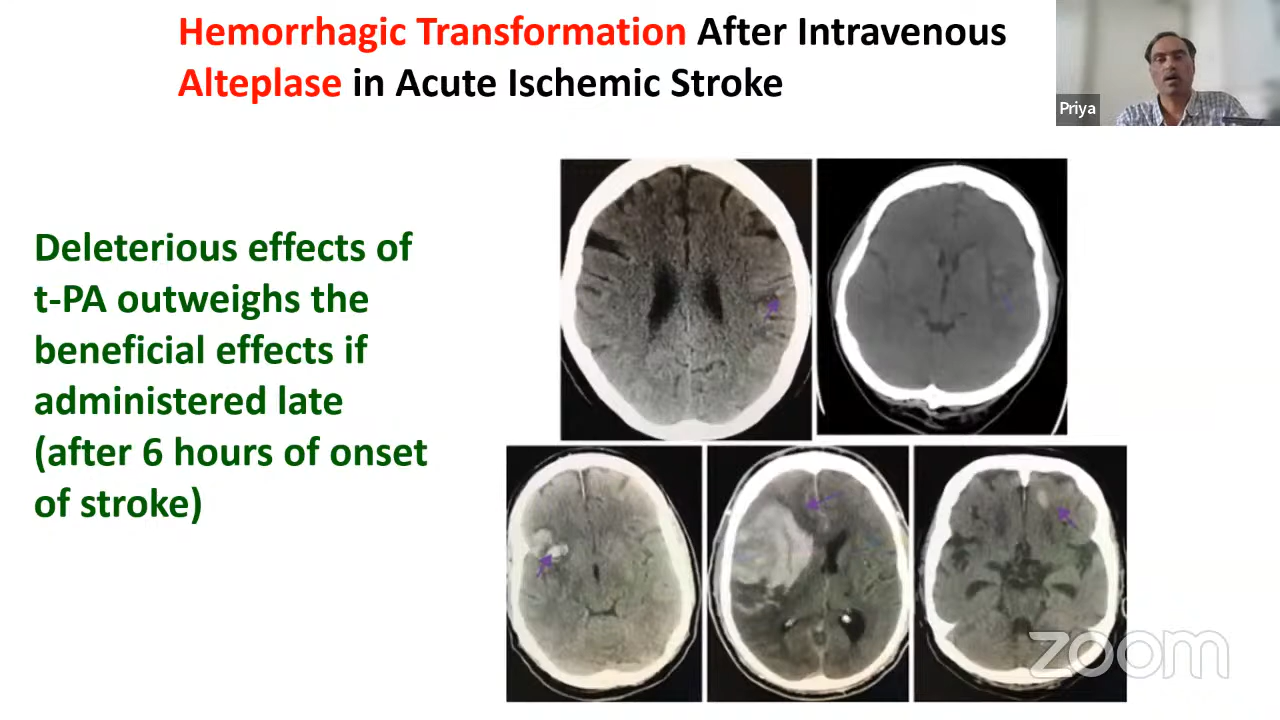 Hemorrhagic Transformation After Intravenous
Alteplase in Acute Ischemic Stroke
Priya
Deleterious effects of
t-PA outweighs the
beneficial effects if
administered late
(after 6 hours of onset
of stroke)
zoom